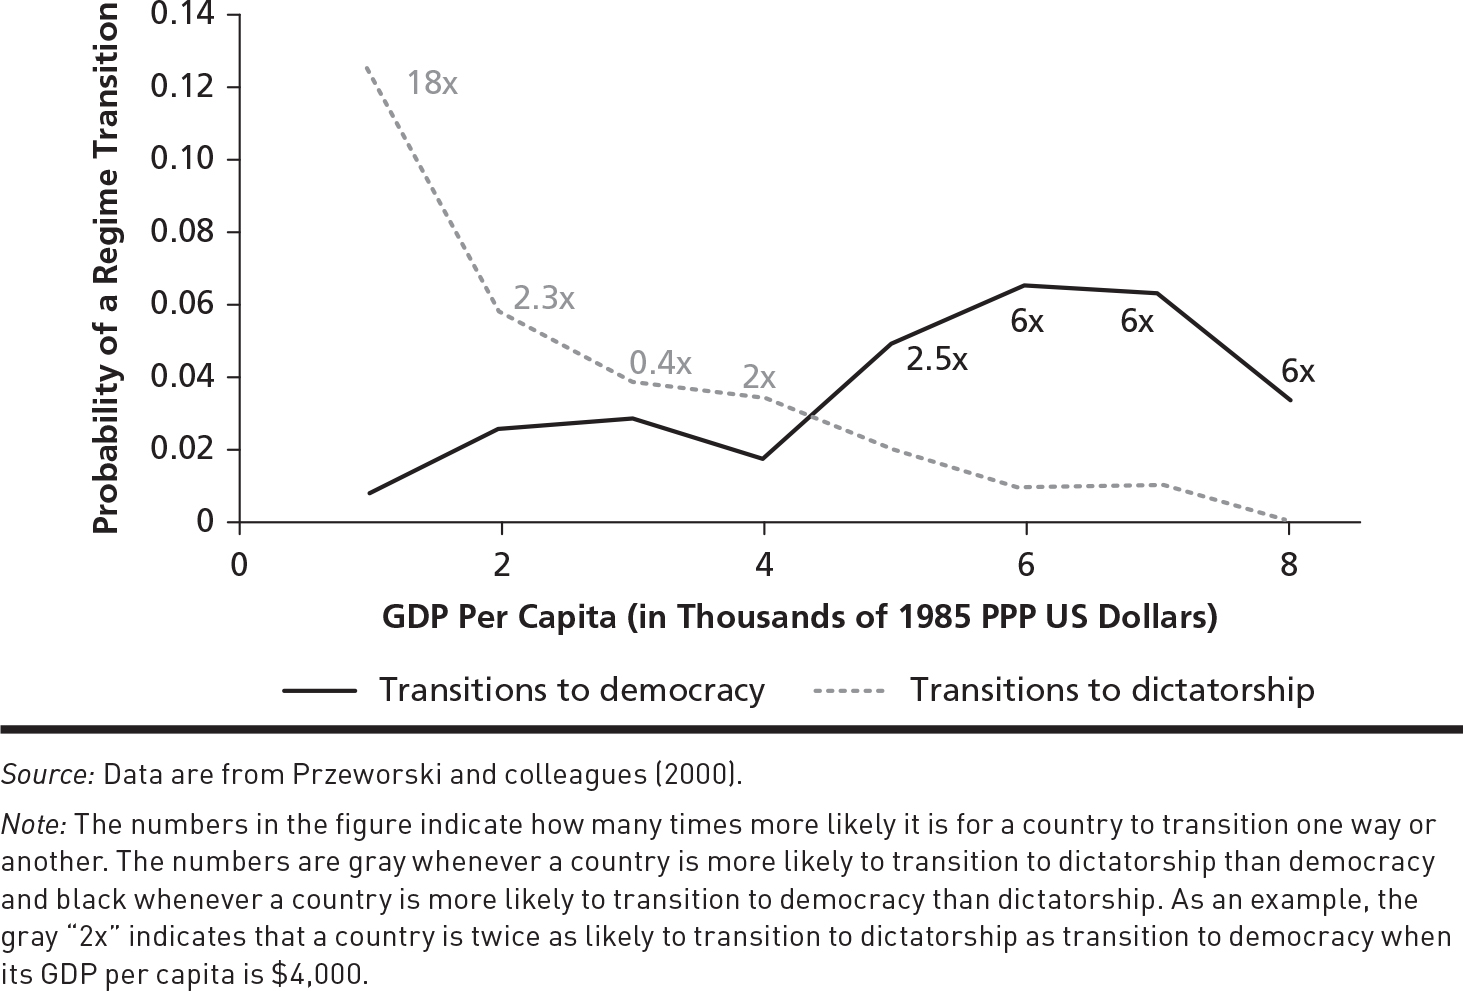 Probability of a Regime Transition
0.14
0.12
0.10
0.08
0.06
0.04
0.02
0
18x
2.3x
0.4x
2x
2.5x
6x
6x
6x
0
2
4
6
8
GDP Per Capita (in Thousands of 1985 PPP US Dollars)
Transitions to democracy
Transitions to dictatorship
Source: Data are from Przeworski and colleagues (2000).
Note: The numbers in the figure indicate how many times more likely it is for a country to transition one way or
another. The numbers are gray whenever a country is more likely to transition to dictatorship than democracy
and black whenever a country is more likely to transition to democracy than dictatorship. As an example, the
gray “2x” indicates that a country is twice as likely to transition to dictatorship as transition to democracy when
its GDP per capita is $4,000.